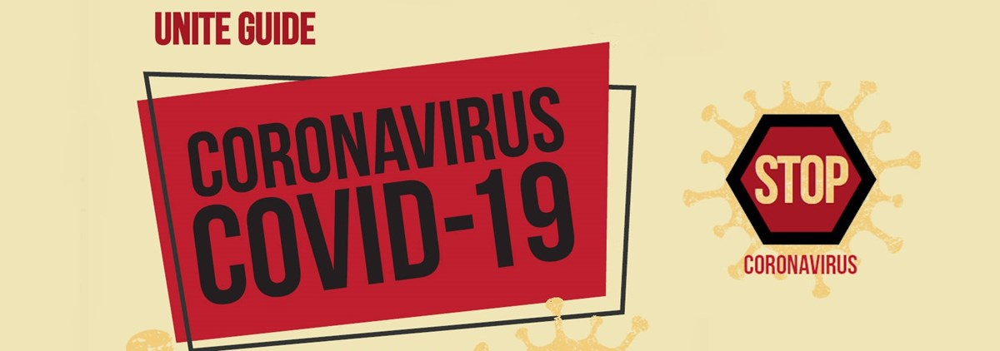 UNITE GUIDE
CORONAVIRUS
COVID-19
STOP
CORONAVIRUS